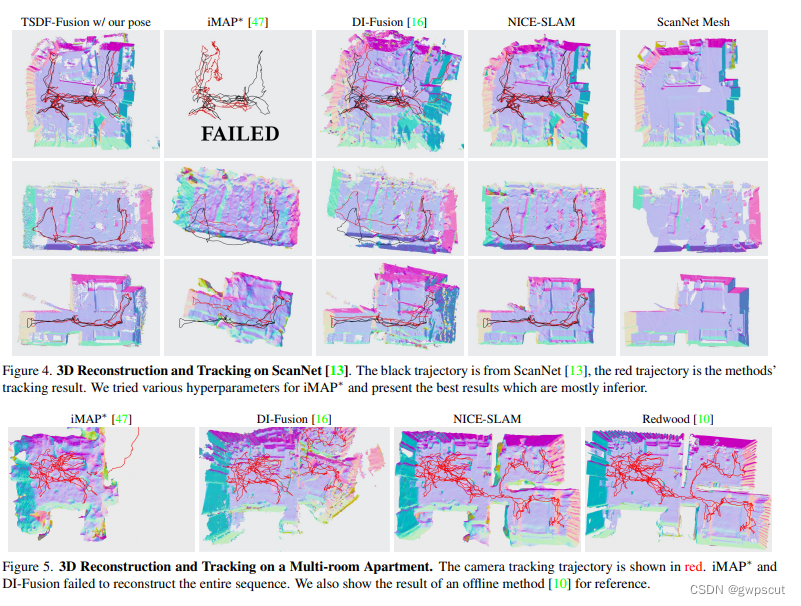 TSDF-Fusion w/ our pose iMAP* [47] DI-Fusion [16] NICE-SLAM ScanNet Mesh
FAILED
Figure 4. 3D Reconstruction and Tracking on ScanNet [13]. The black trajectory is from ScanNet [13], the red trajectory is the methods'
tracking result. We tried various hyperparameters for iMAP* and present the best results which are mostly inferior.
iMAP* [47] DI-Fusion [16] NICE-SLAM Redwood [10]
Figure 5. 3D Reconstruction and Tracking on a Multi-room Apartment. The camera tracking trajectory is shown in red. iMAP* and
DI-Fusion failed to reconstruct the entire sequence. We also show the result of an offline method [10] for reference.
CSDN @gwpscut